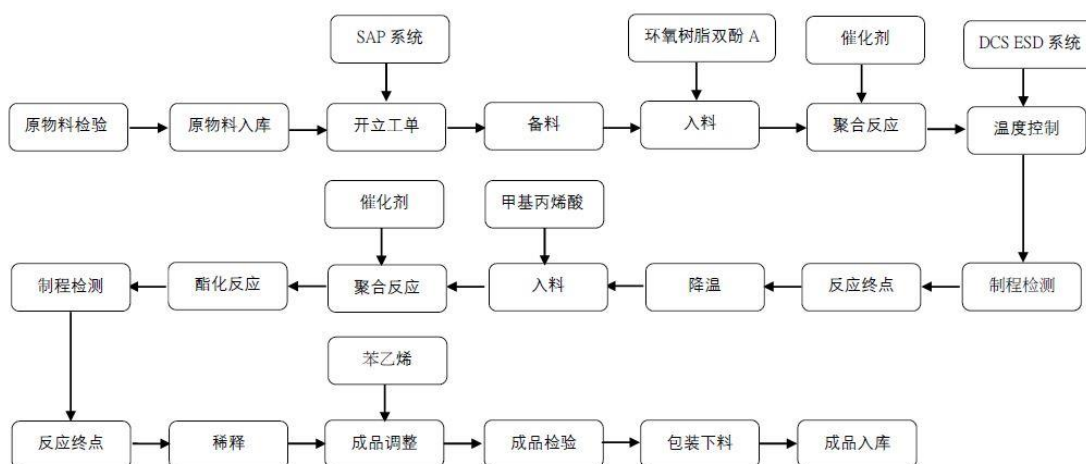 SAP 系统
环氧树脂双酚 A
催化剂
DCS ESD 系统
原物料检验
原物料入库
开立工单
备料
入料
聚合反应
温度控制
催化剂
甲基丙烯酸
制程检测
酯化反应
聚合反应
入料
降温
反应终点
制程检测
苯乙烯
反应终点
稀释
成品调整
成品检验
包装下料
成品入库